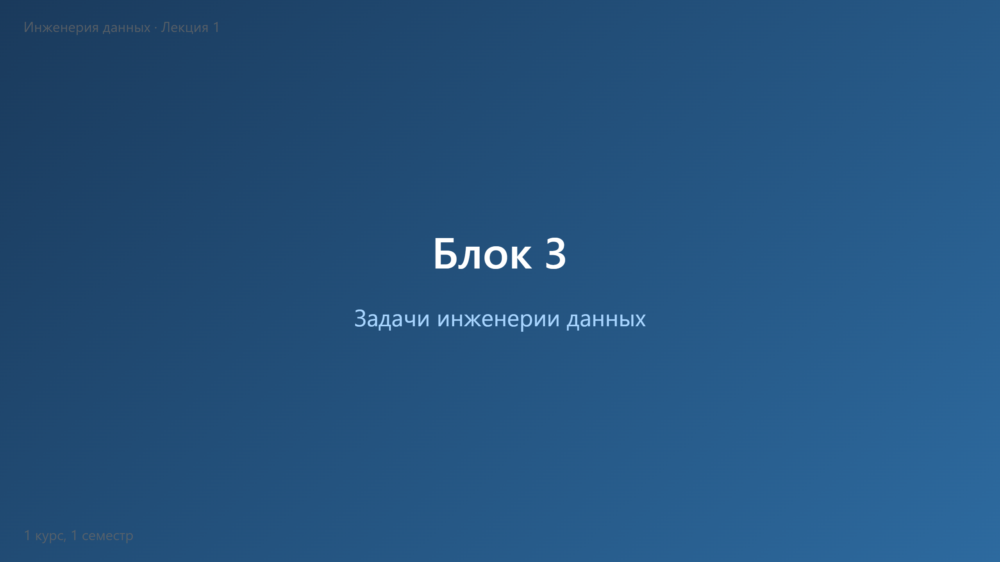 Инженерия данных · Лекция 1
Блок 3
Задачи инженерии данных
1 курс, 1 семестр